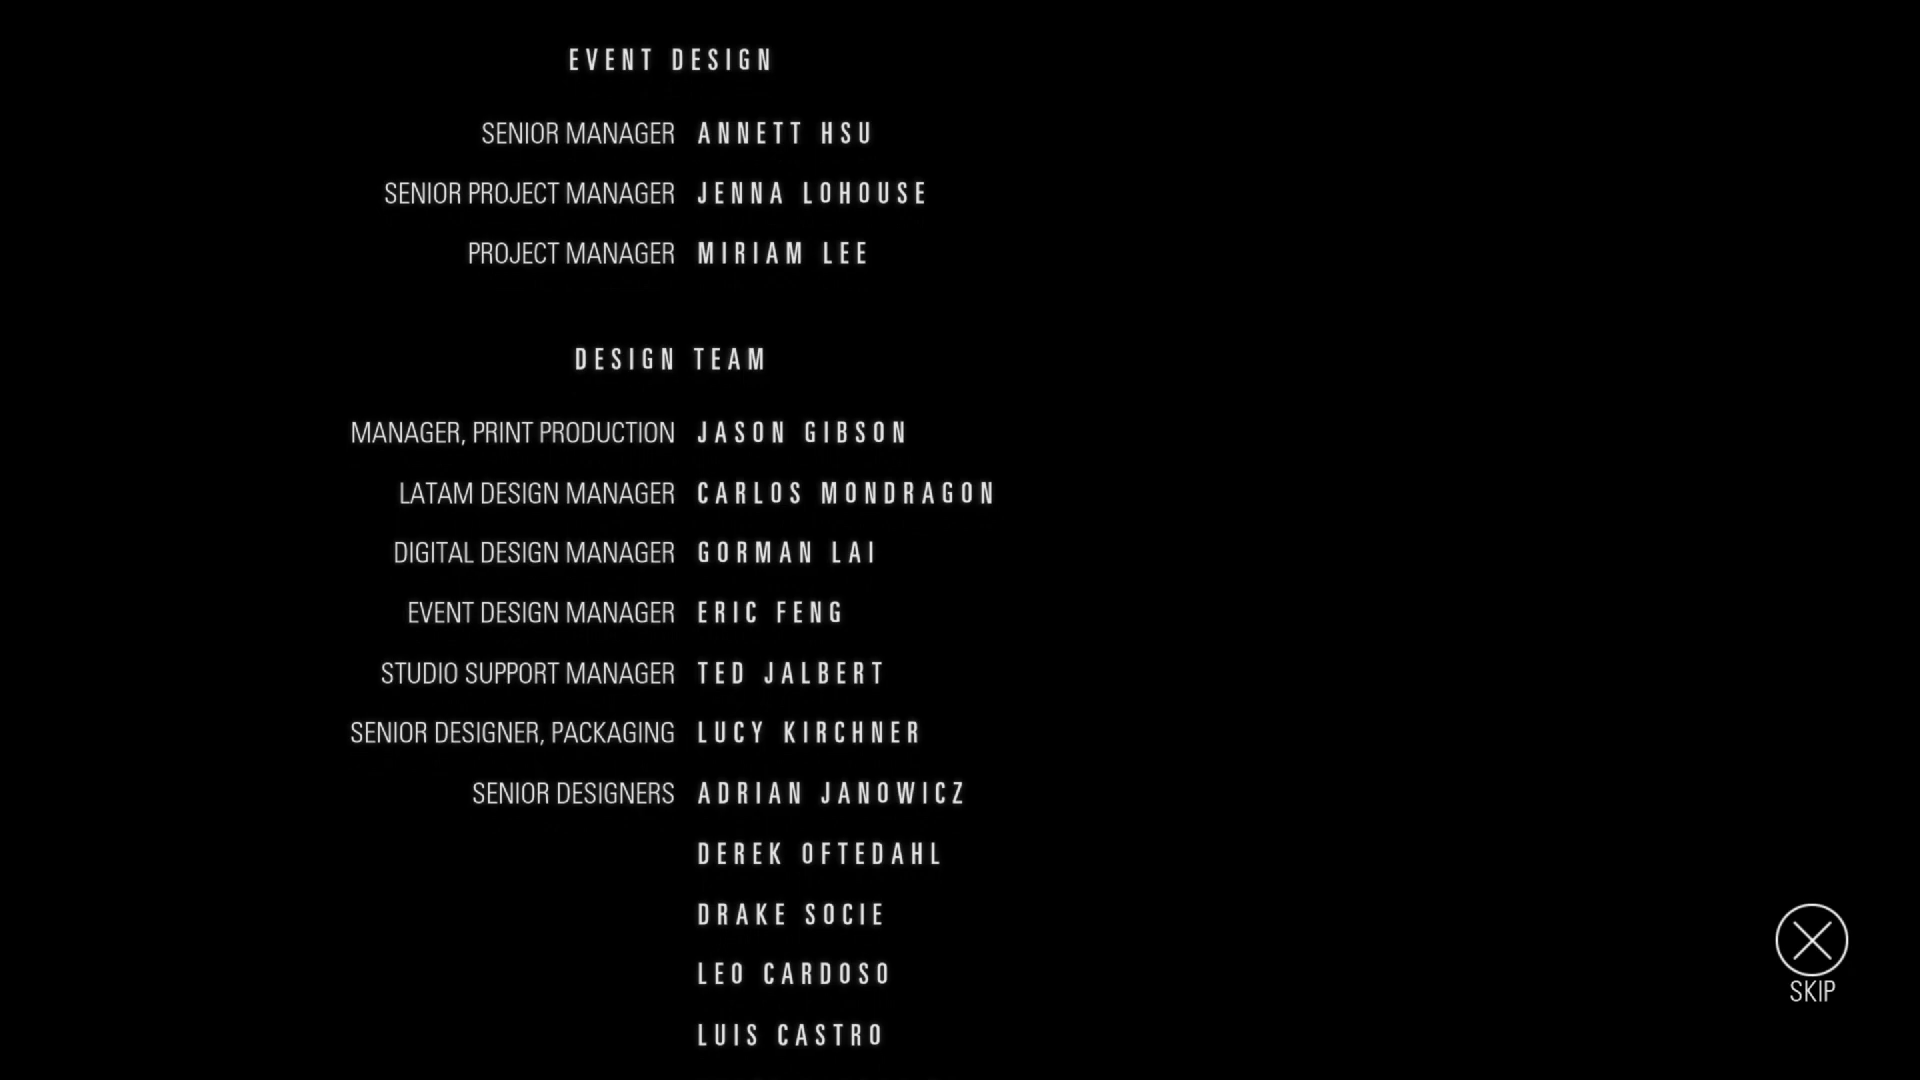 EVENT DESIGN
SENIOR MANAGER ANNETT HSU
SENIOR PROJECT MANAGER JENNA LOHOUSE
PROJECT MANAGER MIRIAM LEE
DESIGN TEAM
MANAGER, PRINT PRODUCTION JASON GIBSON
LATAM DESIGN MANAGER CARLOS MONDRAGON
DIGITAL DESIGN MANAGER GORMAN LAI
EVENT DESIGN MANAGER ERIC FENG
STUDIO SUPPORT MANAGER TED JALBERT
SENIOR DESIGNER, PACKAGING LUCY KIRCHNER
SENIOR DESIGNERS ADRIAN JANOWICZ
DEREK OFTEDAHL
DRAKE SOCIE
LEO CARDOSO
LUIS CASTRO
SKIP